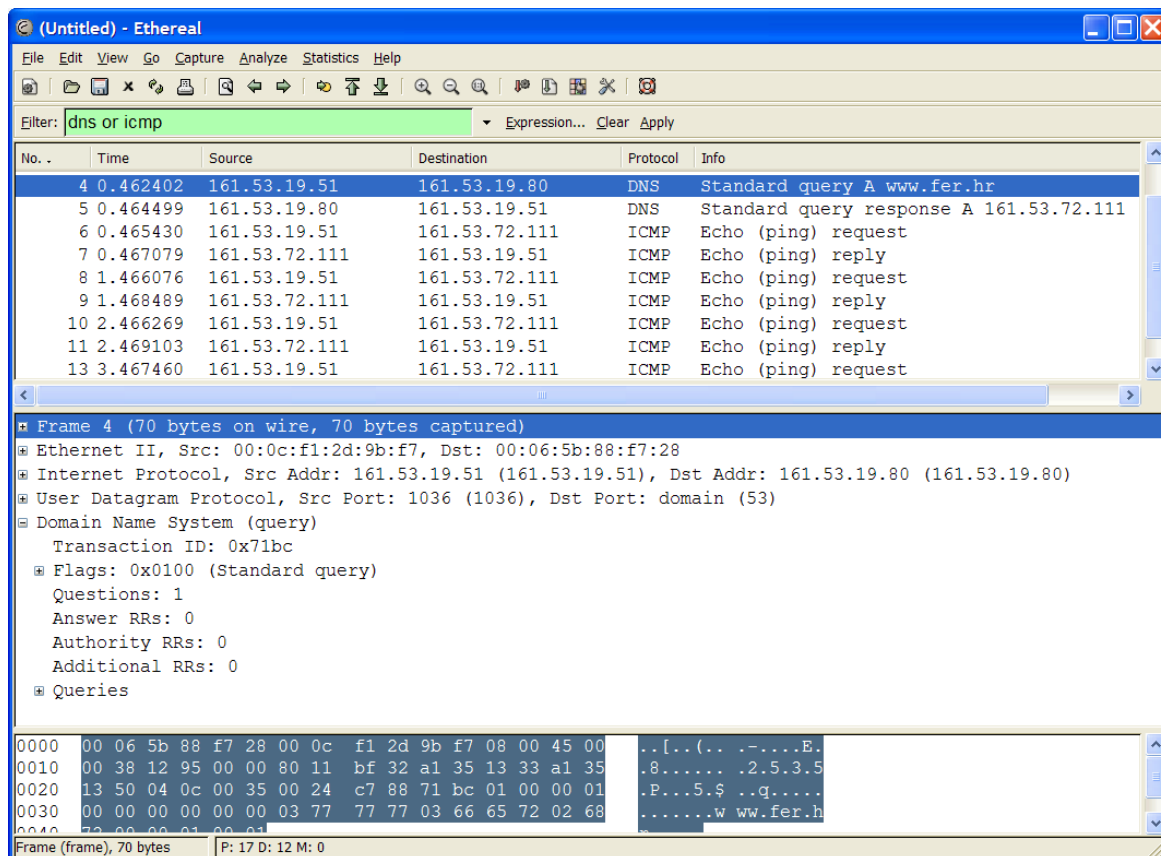 (Untitled) - Ethereal
File Edit View Go Capture Analyze Statistics Help
Filter: dns or icmp Expression... Clear Apply
No. . Time Source Destination Protocol Info
4 0.462402 161.53.19.51 161.53.19.80 DNS Standard query A www.fer.hr
5 0.464499 161.53.19.80 161.53.19.51 DNS Standard query response A 161.53.72.111
6 0.465430 161.53.19.51 161.53.72.111 ICMP Echo (ping) request
7 0.467079 161.53.72.111 161.53.19.51 ICMP Echo (ping) reply
8 1.466076 161.53.19.51 161.53.72.111 ICMP Echo (ping) request
9 1.468489 161.53.72.111 161.53.19.51 ICMP Echo (ping) reply
10 2.466269 161.53.19.51 161.53.72.111 ICMP Echo (ping) request
11 2.469103 161.53.72.111 161.53.19.51 ICMP Echo (ping) reply
13 3.467460 161.53.19.51 161.53.72.111 ICMP Echo (ping) request
Frame 4 (70 bytes on wire, 70 bytes captured)
Ethernet II, Src: 00:0c:f1:2d:9b:f7, Dst: 00:06:5b:88:f7:28
Internet Protocol, Src Addr: 161.53.19.51 (161.53.19.51), Dst Addr: 161.53.19.80 (161.53.19.80)
User Datagram Protocol, Src Port: 1036 (1036), Dst Port: domain (53)
Domain Name System (query)
Transaction ID: 0x71bc
Flags: 0x0100 (Standard query)
Questions: 1
Answer RRs: 0
Authority RRs: 0
Additional RRs: 0
Queries
0000 00 06 5b 88 f7 28 00 0c f1 2d 9b f7 08 00 45 00 ..[..(.. .-....E.
0010 00 38 12 95 00 00 80 11 bf 32 a1 35 13 33 a1 35 .8...... .2.5.3.5
0020 13 50 04 0c 00 35 00 24 c7 88 71 bc 01 00 00 01 .P...5.$ ..q.....
0030 00 00 00 00 00 00 03 77 77 77 03 66 65 72 02 68 .......w ww.fer.h
0040 72 00 00 01 00 01
Frame (frame), 70 bytes P: 17 D: 12 M: 0